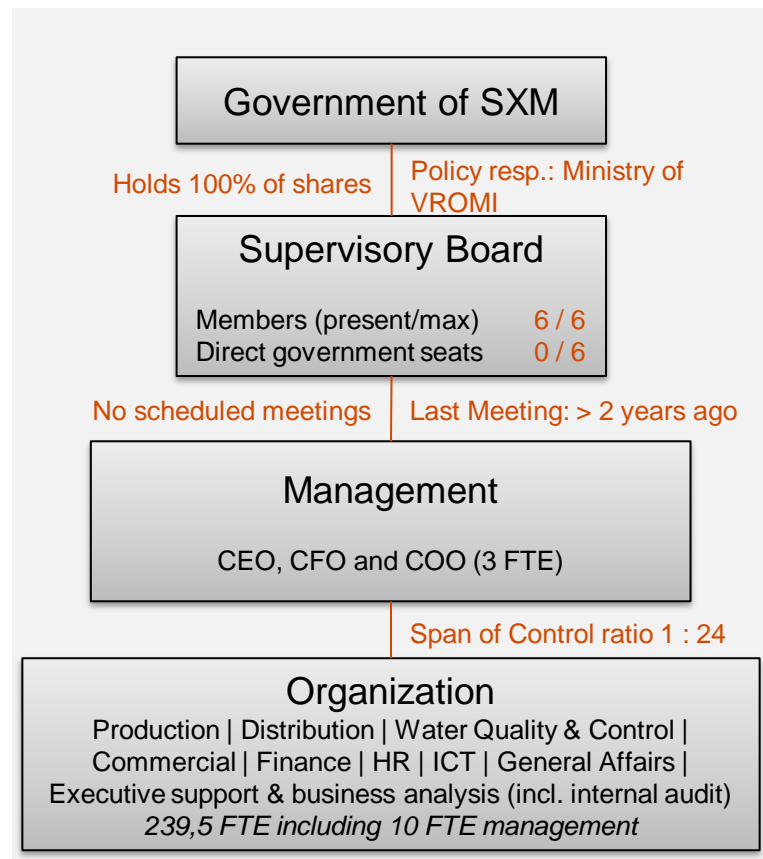 Government of SXM
Holds 100% of shares
Policy resp.: Ministry of
VROMI
Supervisory Board
Members (present/max) 6 / 6
Direct government seats 0 / 6
No scheduled meetings
Last Meeting: > 2 years ago
Management
CEO, CFO and COO (3 FTE)
Span of Control ratio 1 : 24
Organization
Production | Distribution | Water Quality & Control |
Commercial | Finance | HR | ICT | General Affairs |
Executive support & business analysis (incl. internal audit)
239,5 FTE including 10 FTE management